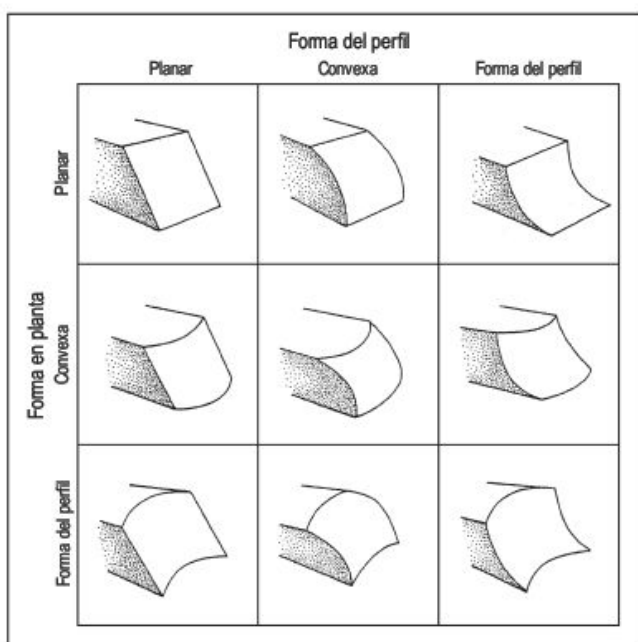 Forma del perfil
Planar
Convexa
Forma del perfil
Planar
Forma en planta
Convexa
Forma del perfil